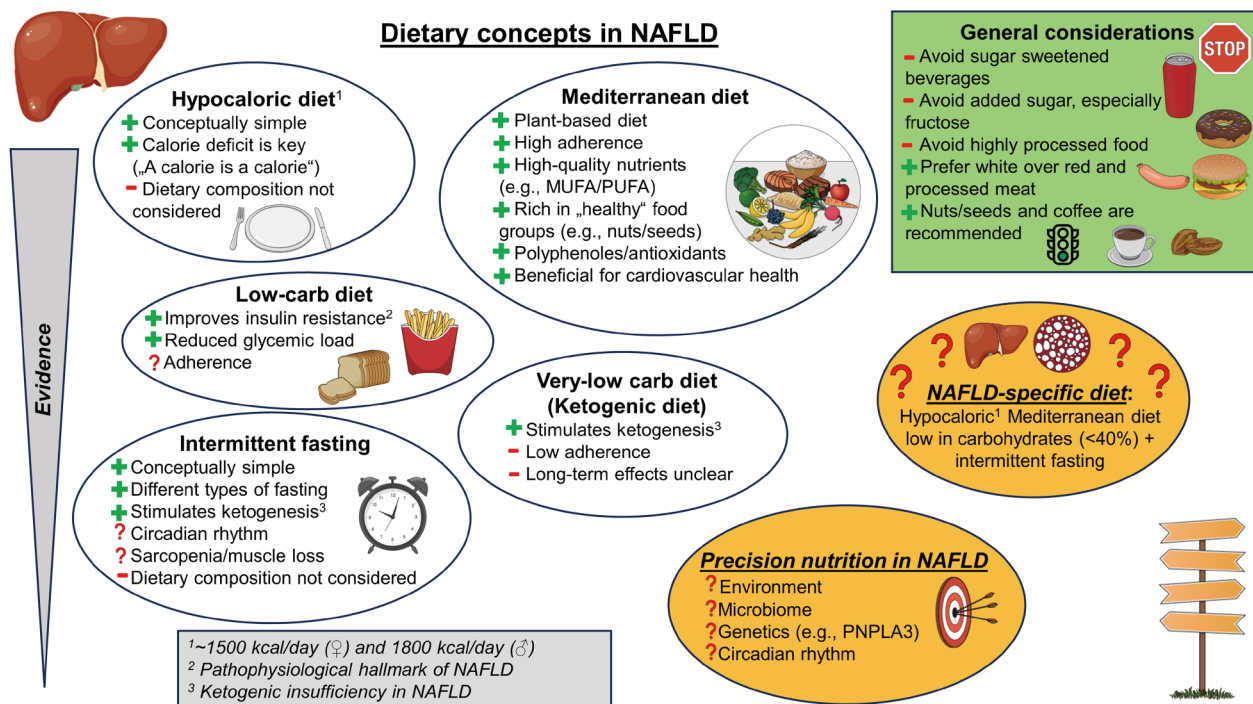 Dietary concepts in NAFLD
Hypocaloric diet¹
+ Conceptually simple
+ Calorie deficit is key
(„A calorie is a calorie“)
- Dietary composition not
considered
Mediterranean diet
+ Plant-based diet
+ High adherence
+ High-quality nutrients
(e.g., MUFA/PUFA)
+ Rich in „healthy“ food
groups (e.g., nuts/seeds)
+ Polyphenoles/antioxidants
+ Beneficial for cardiovascular health
General considerations
STOP
- Avoid sugar sweetened
beverages
- Avoid added sugar, especially
fructose
- Avoid highly processed food
+ Prefer white over red and
processed meat
+ Nuts/seeds and coffee are
recommended
Evidence
Low-carb diet
+ Improves insulin resistance²
+ Reduced glycemic load
? Adherence
Very-low carb diet
(Ketogenic diet)
+ Stimulates ketogenesis³
- Low adherence
- Long-term effects unclear
? ? ? ?
NAFLD-specific diet:
Hypocaloric¹ Mediterranean diet
low in carbohydrates (<40%) +
intermittent fasting
Intermittent fasting
+ Conceptually simple
+ Different types of fasting
+ Stimulates ketogenesis³
? Circadian rhythm
? Sarcopenia/muscle loss
- Dietary composition not considered
Precision nutrition in NAFLD
? Environment
? Microbiome
? Genetics (e.g., PNPLA3)
? Circadian rhythm
¹~1500 kcal/day (♀) and 1800 kcal/day (♂)
² Pathophysiological hallmark of NAFLD
³ Ketogenic insufficiency in NAFLD